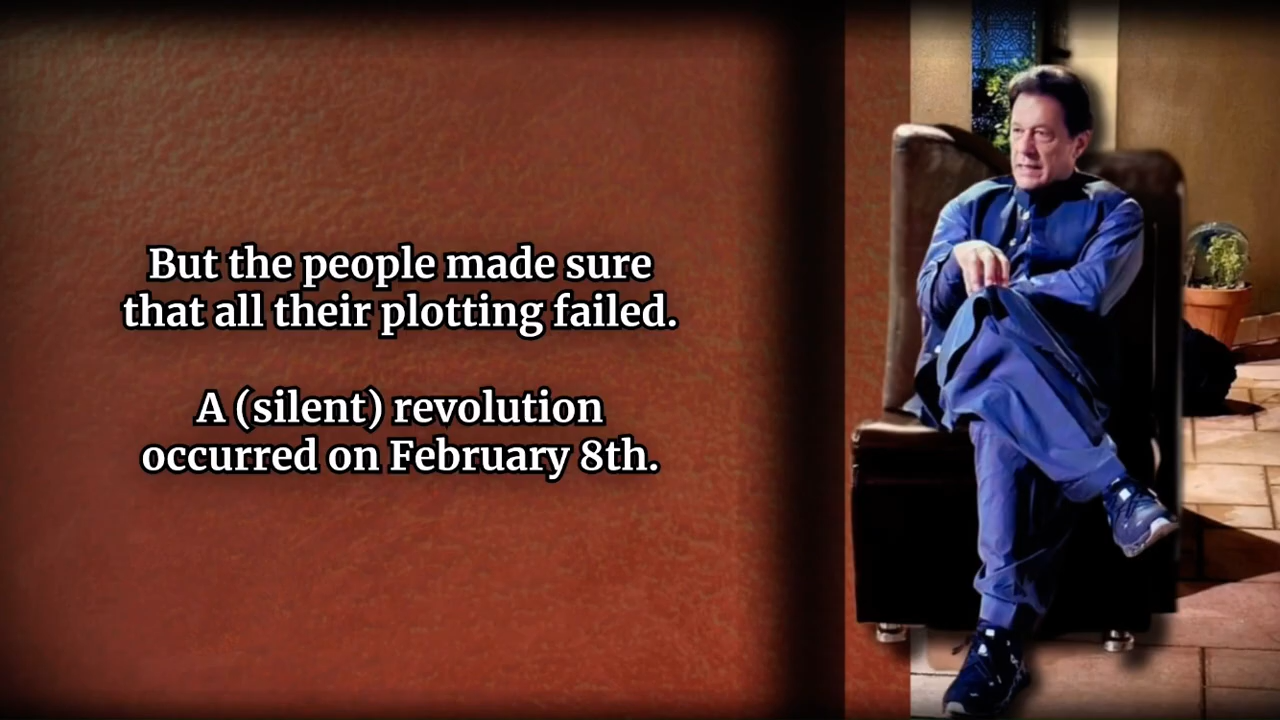 But the people made sure
that all their plotting failed.
A (silent) revolution
occurred on February 8th.